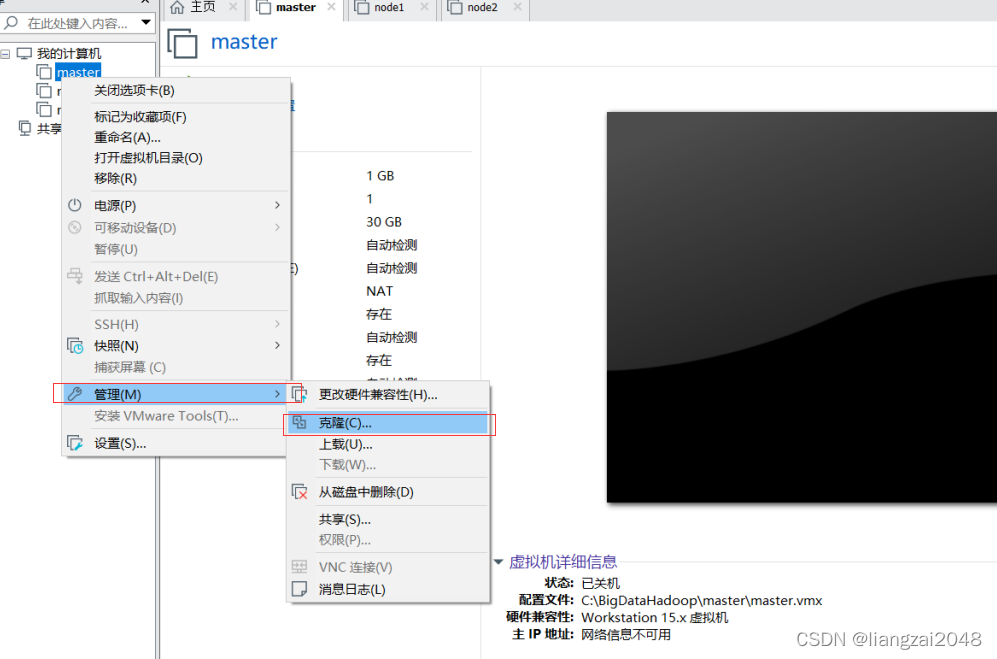 主页
master
node1
node2
在此处键入内容...
master
我的计算机
master
共享
关闭选项卡(B)
标记为收藏项(F)
重命名(A)...
打开虚拟机目录(O)
移除(R)
电源(P)
可移动设备(D)
暂停(U)
发送 Ctrl+Alt+Del(E)
抓取输入内容(I)
SSH(H)
快照(N)
捕获屏幕 (C)
管理(M)
安装 VMware Tools(T)...
设置(S)...
1 GB
1
30 GB
自动检测
自动检测
NAT
存在
自动检测
存在
更改硬件兼容性(H)...
克隆(C)...
上载(U)...
下载(W)...
从磁盘中删除(D)
共享(S)...
权限(P)...
VNC 连接(V)
消息日志(L)
虚拟机详细信息
状态: 已关机
配置文件: C:\BigDataHadoop\master\master.vmx
硬件兼容性: Workstation 15.x 虚拟机
主 IP 地址: 网络信息不可用
CSDN @liangzai2048